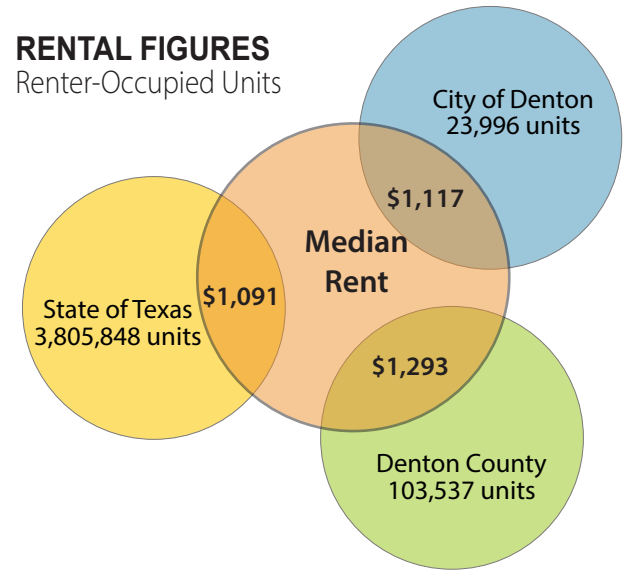 RENTAL FIGURES
Renter-Occupied Units
City of Denton
23,996 units
$1,117
Median
Rent
$1,091
State of Texas
3,805,848 units
$1,293
Denton County
103,537 units